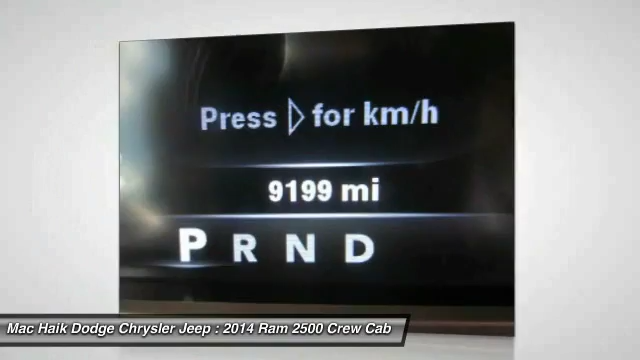 Press ▷ for km/h
9199 mi
P R N D
Mac Haik Dodge Chrysler Jeep : 2014 Ram 2500 Crew Cab